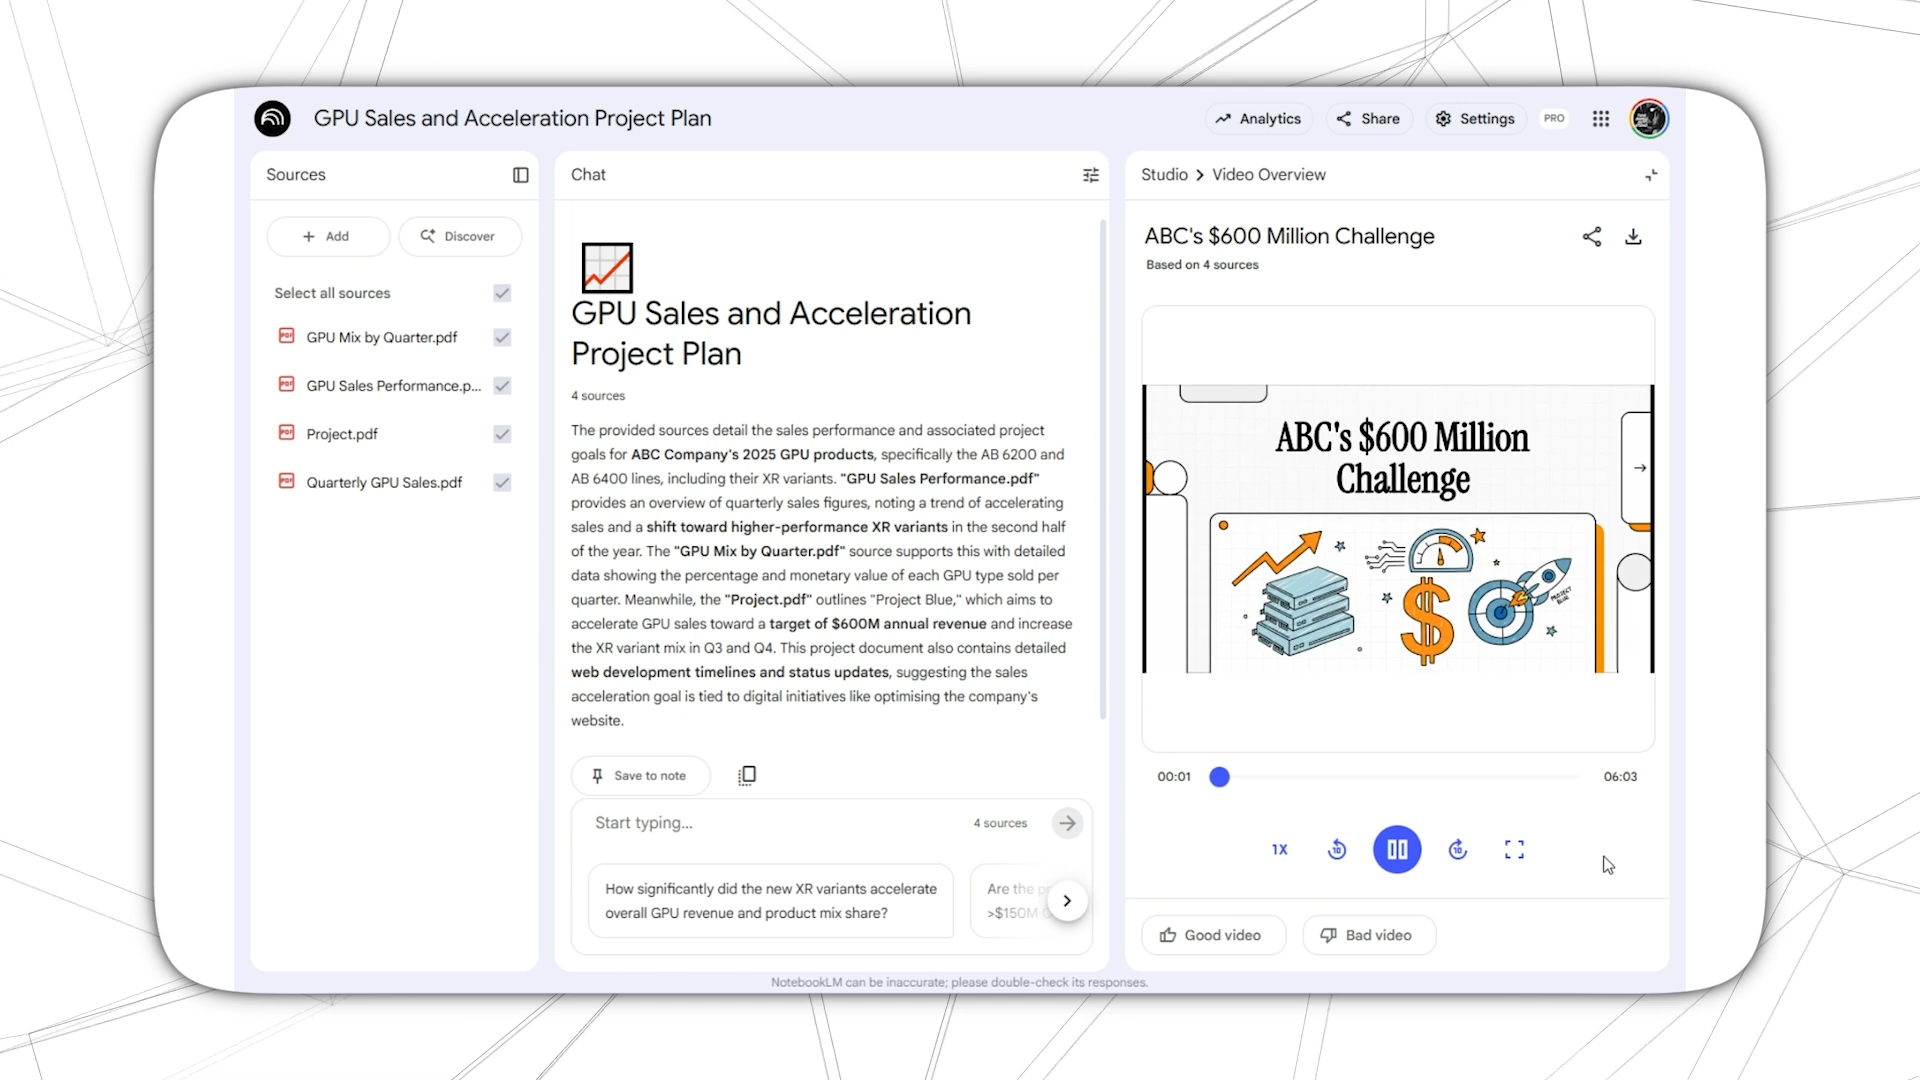 GPU Sales and Acceleration Project Plan
Analytics
Share
Settings
PRO
Sources
Add
Discover
Select all sources
GPU Mix by Quarter.pdf
GPU Sales Performance.p...
Project.pdf
Quarterly GPU Sales.pdf
Chat
GPU Sales and Acceleration
Project Plan
4 sources
The provided sources detail the sales performance and associated project
goals for ABC Company's 2025 GPU products, specifically the AB 6200 and
AB 6400 lines, including their XR variants. "GPU Sales Performance.pdf"
provides an overview of quarterly sales figures, noting a trend of accelerating
sales and a shift toward higher-performance XR variants in the second half
of the year. The "GPU Mix by Quarter.pdf" source supports this with detailed
data showing the percentage and monetary value of each GPU type sold per
quarter. Meanwhile, the "Project.pdf" outlines "Project Blue," which aims to
accelerate GPU sales toward a target of $600M annual revenue and increase
the XR variant mix in Q3 and Q4. This project document also contains detailed
web development timelines and status updates, suggesting the sales
acceleration goal is tied to digital initiatives like optimising the company's
website.
Save to note
Start typing...
4 sources
How significantly did the new XR variants accelerate
overall GPU revenue and product mix share?
Are the
>$150M
Studio > Video Overview
ABC's $600 Million Challenge
Based on 4 sources
ABC's $600 Million
Challenge
PROJECT
BLUE
00:01
06:03
1X
10
10
Good video
Bad video
NotebookLM can be inaccurate; please double-check its responses.
PDF
PDF
PDF
PDF